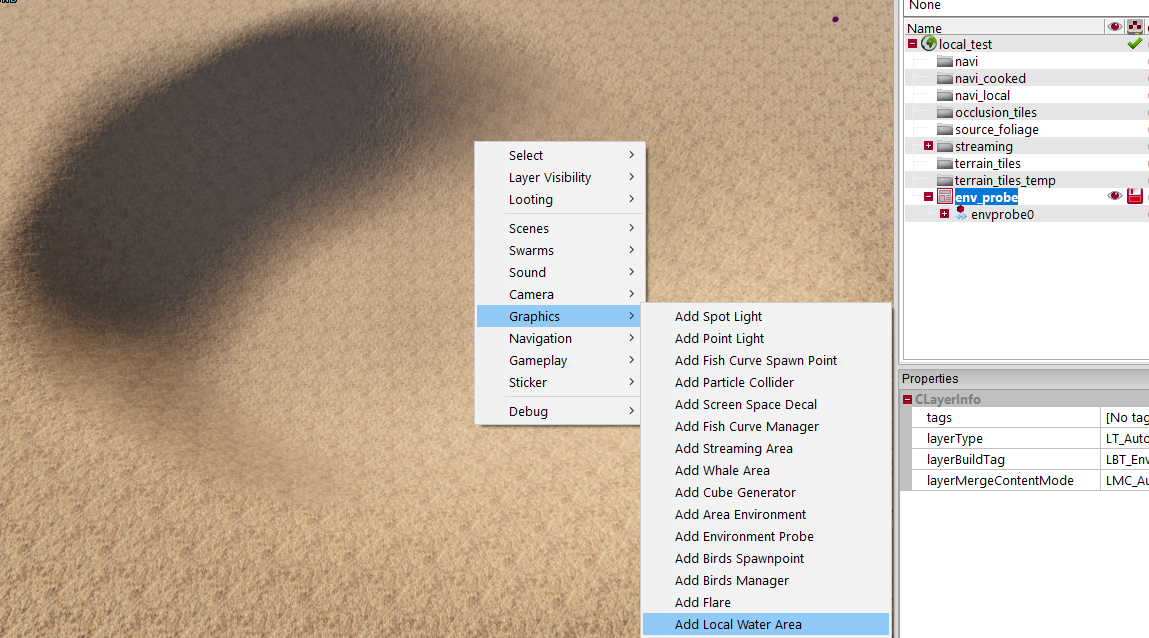 None
Name
local_test
navi
navi_cooked
navi_local
occlusion_tiles
source_foliage
streaming
terrain_tiles
terrain_tiles_temp
env_probe
envprobe0
Select
Layer Visibility
Looting
Scenes
Swarms
Sound
Camera
Graphics
Navigation
Gameplay
Sticker
Debug
Add Spot Light
Add Point Light
Add Fish Curve Spawn Point
Add Particle Collider
Add Screen Space Decal
Add Fish Curve Manager
Add Streaming Area
Add Whale Area
Add Cube Generator
Add Area Environment
Add Environment Probe
Add Birds Spawnpoint
Add Birds Manager
Add Flare
Add Local Water Area
Properties
CLayerInfo
tags [No tag
layerType LT_Auto
layerBuildTag LBT_Env
layerMergeContentMode LMC_Au